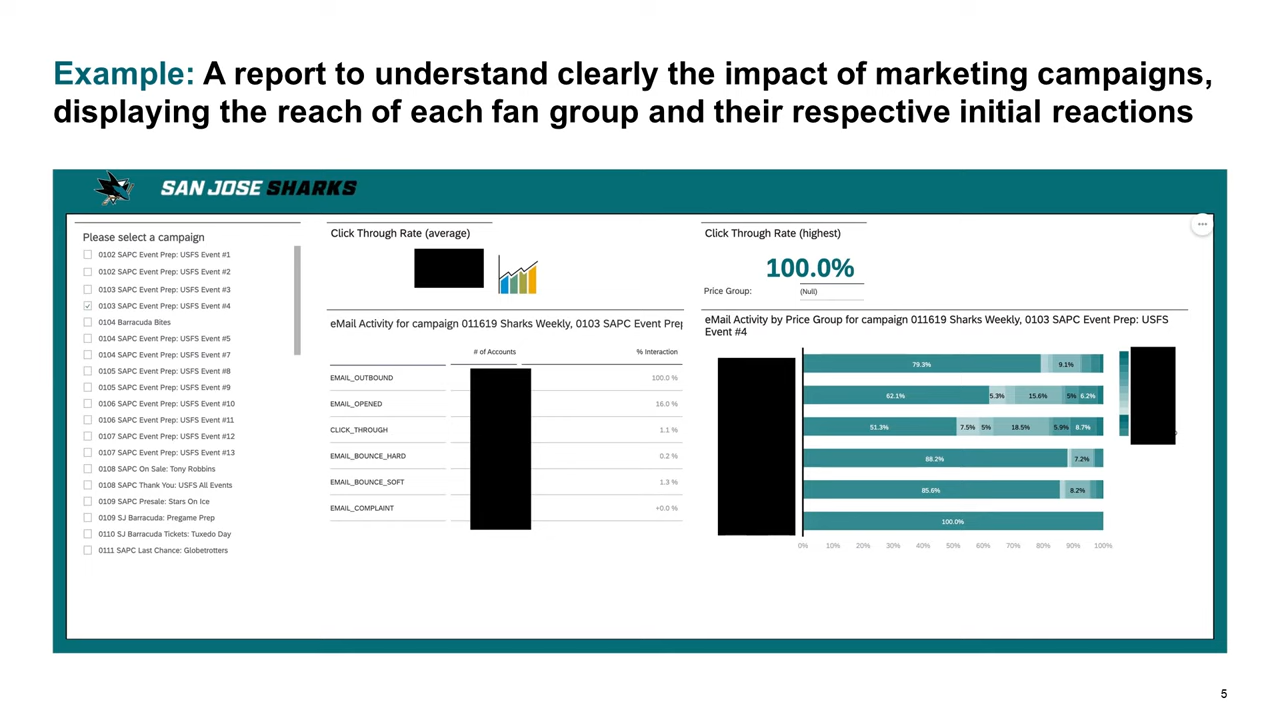 Example: A report to understand clearly the impact of marketing campaigns,
displaying the reach of each fan group and their respective initial reactions
SAN JOSE SHARKS
Please select a campaign
0102 SAPC Event Prep: USFS Event #1
0102 SAPC Event Prep: USFS Event #2
0103 SAPC Event Prep: USFS Event #3
0103 SAPC Event Prep: USFS Event #4
0104 Barracuda Bites
0104 SAPC Event Prep: USFS Event #5
0104 SAPC Event Prep: USFS Event #7
0105 SAPC Event Prep: USFS Event #8
0105 SAPC Event Prep: USFS Event #9
0106 SAPC Event Prep: USFS Event #10
0106 SAPC Event Prep: USFS Event #11
0107 SAPC Event Prep: USFS Event #12
0107 SAPC Event Prep: USFS Event #13
0108 SAPC On Sale: Tony Robbins
0108 SAPC Thank You: USFS All Events
0109 SAPC Presale: Stars On Ice
0109 SJ Barracuda: Pregame Prep
0110 SJ Barracuda Tickets: Tuxedo Day
0111 SAPC Last Chance: Globetrotters
Click Through Rate (average)
eMail Activity for campaign 011619 Sharks Weekly, 0103 SAPC Event Prep
# of Accounts % Interaction
EMAIL_OUTBOUND 100.0 %
EMAIL_OPENED 16.0 %
CLICK_THROUGH 1.1 %
EMAIL_BOUNCE_HARD 0.2 %
EMAIL_BOUNCE_SOFT 1.3 %
EMAIL_COMPLAINT +0.0 %
Click Through Rate (highest)
100.0%
Price Group: (Null)
eMail Activity by Price Group for campaign 011619 Sharks Weekly, 0103 SAPC Event Prep: USFS
Event #4
79.3% 9.1%
62.1% 5.3% 15.6% 5% 6.2%
51.3% 7.5% 5% 18.5% 5.9% 8.7%
88.2% 7.2%
85.6% 8.2%
100.0%
0% 10% 20% 30% 40% 50% 60% 70% 80% 90% 100%
5